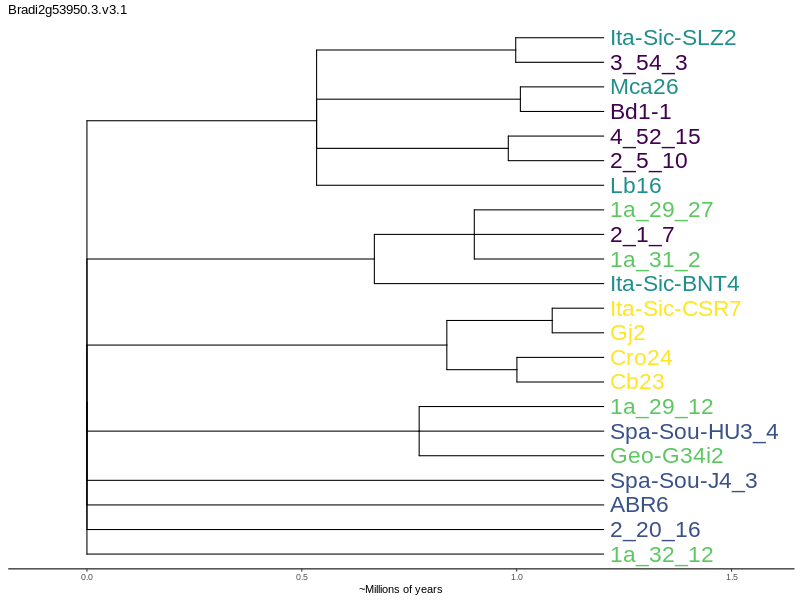 Bradi2g53950.3.v3.1
Ita-Sic-SLZ2
3_54_3
Mca26
Bd1-1
4_52_15
2_5_10
Lb16
1a_29_27
2_1_7
1a_31_2
Ita-Sic-BNT4
Ita-Sic-CSR7
Gj2
Cro24
Cb23
1a_29_12
Spa-Sou-HU3_4
Geo-G34i2
Spa-Sou-J4_3
ABR6
2_20_16
1a_32_12
0.0 0.5 1.0 1.5
~Millions of years